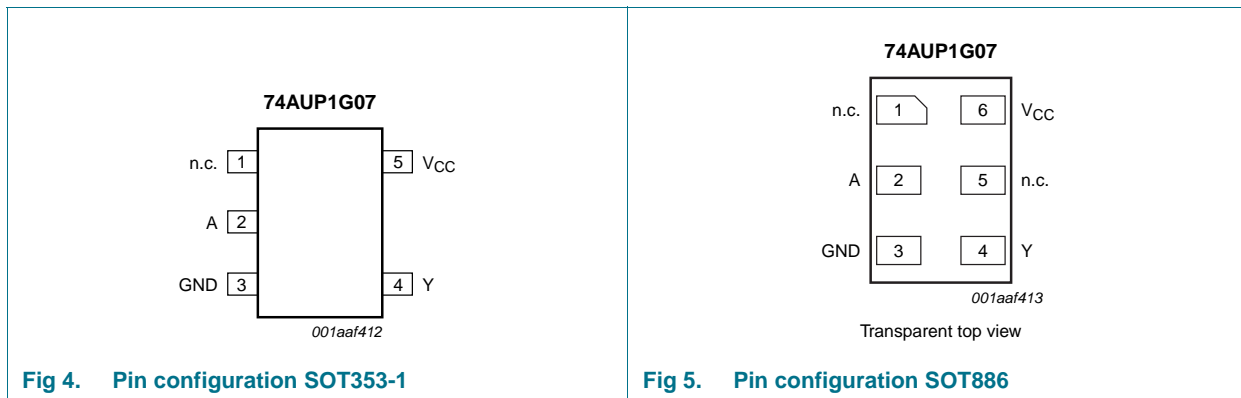 74AUP1G07
n.c. 1 5 VCC
A 2
GND 3 4 Y
001aaf412
Fig 4. Pin configuration SOT353-1
74AUP1G07
n.c. 1 6 VCC
A 2 5 n.c.
GND 3 4 Y
001aaf413
Transparent top view
Fig 5. Pin configuration SOT886